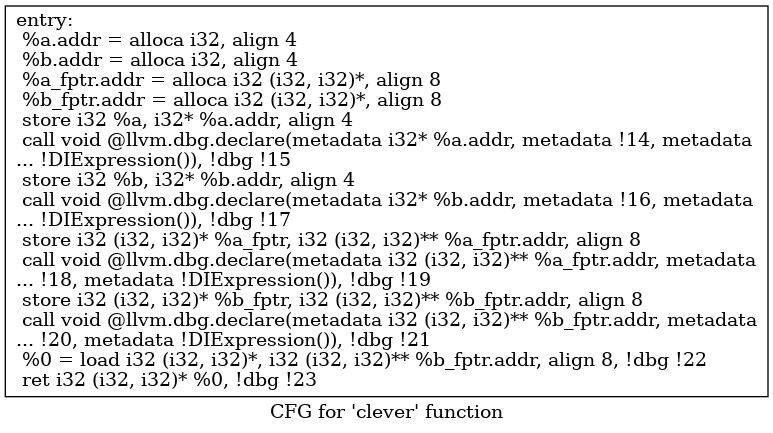 entry:
%a.addr = alloca i32, align 4
%b.addr = alloca i32, align 4
%a_fptr.addr = alloca i32 (i32, i32)*, align 8
%b_fptr.addr = alloca i32 (i32, i32)*, align 8
store i32 %a, i32* %a.addr, align 4
call void @llvm.dbg.declare(metadata i32* %a.addr, metadata !14, metadata
... !DIExpression()), !dbg !15
store i32 %b, i32* %b.addr, align 4
call void @llvm.dbg.declare(metadata i32* %b.addr, metadata !16, metadata
... !DIExpression()), !dbg !17
store i32 (i32, i32)* %a_fptr, i32 (i32, i32)** %a_fptr.addr, align 8
call void @llvm.dbg.declare(metadata i32 (i32, i32)** %a_fptr.addr, metadata
... !18, metadata !DIExpression()), !dbg !19
store i32 (i32, i32)* %b_fptr, i32 (i32, i32)** %b_fptr.addr, align 8
call void @llvm.dbg.declare(metadata i32 (i32, i32)** %b_fptr.addr, metadata
... !20, metadata !DIExpression()), !dbg !21
%0 = load i32 (i32, i32)*, i32 (i32, i32)** %b_fptr.addr, align 8, !dbg !22
ret i32 (i32, i32)* %0, !dbg !23
CFG for 'clever' function